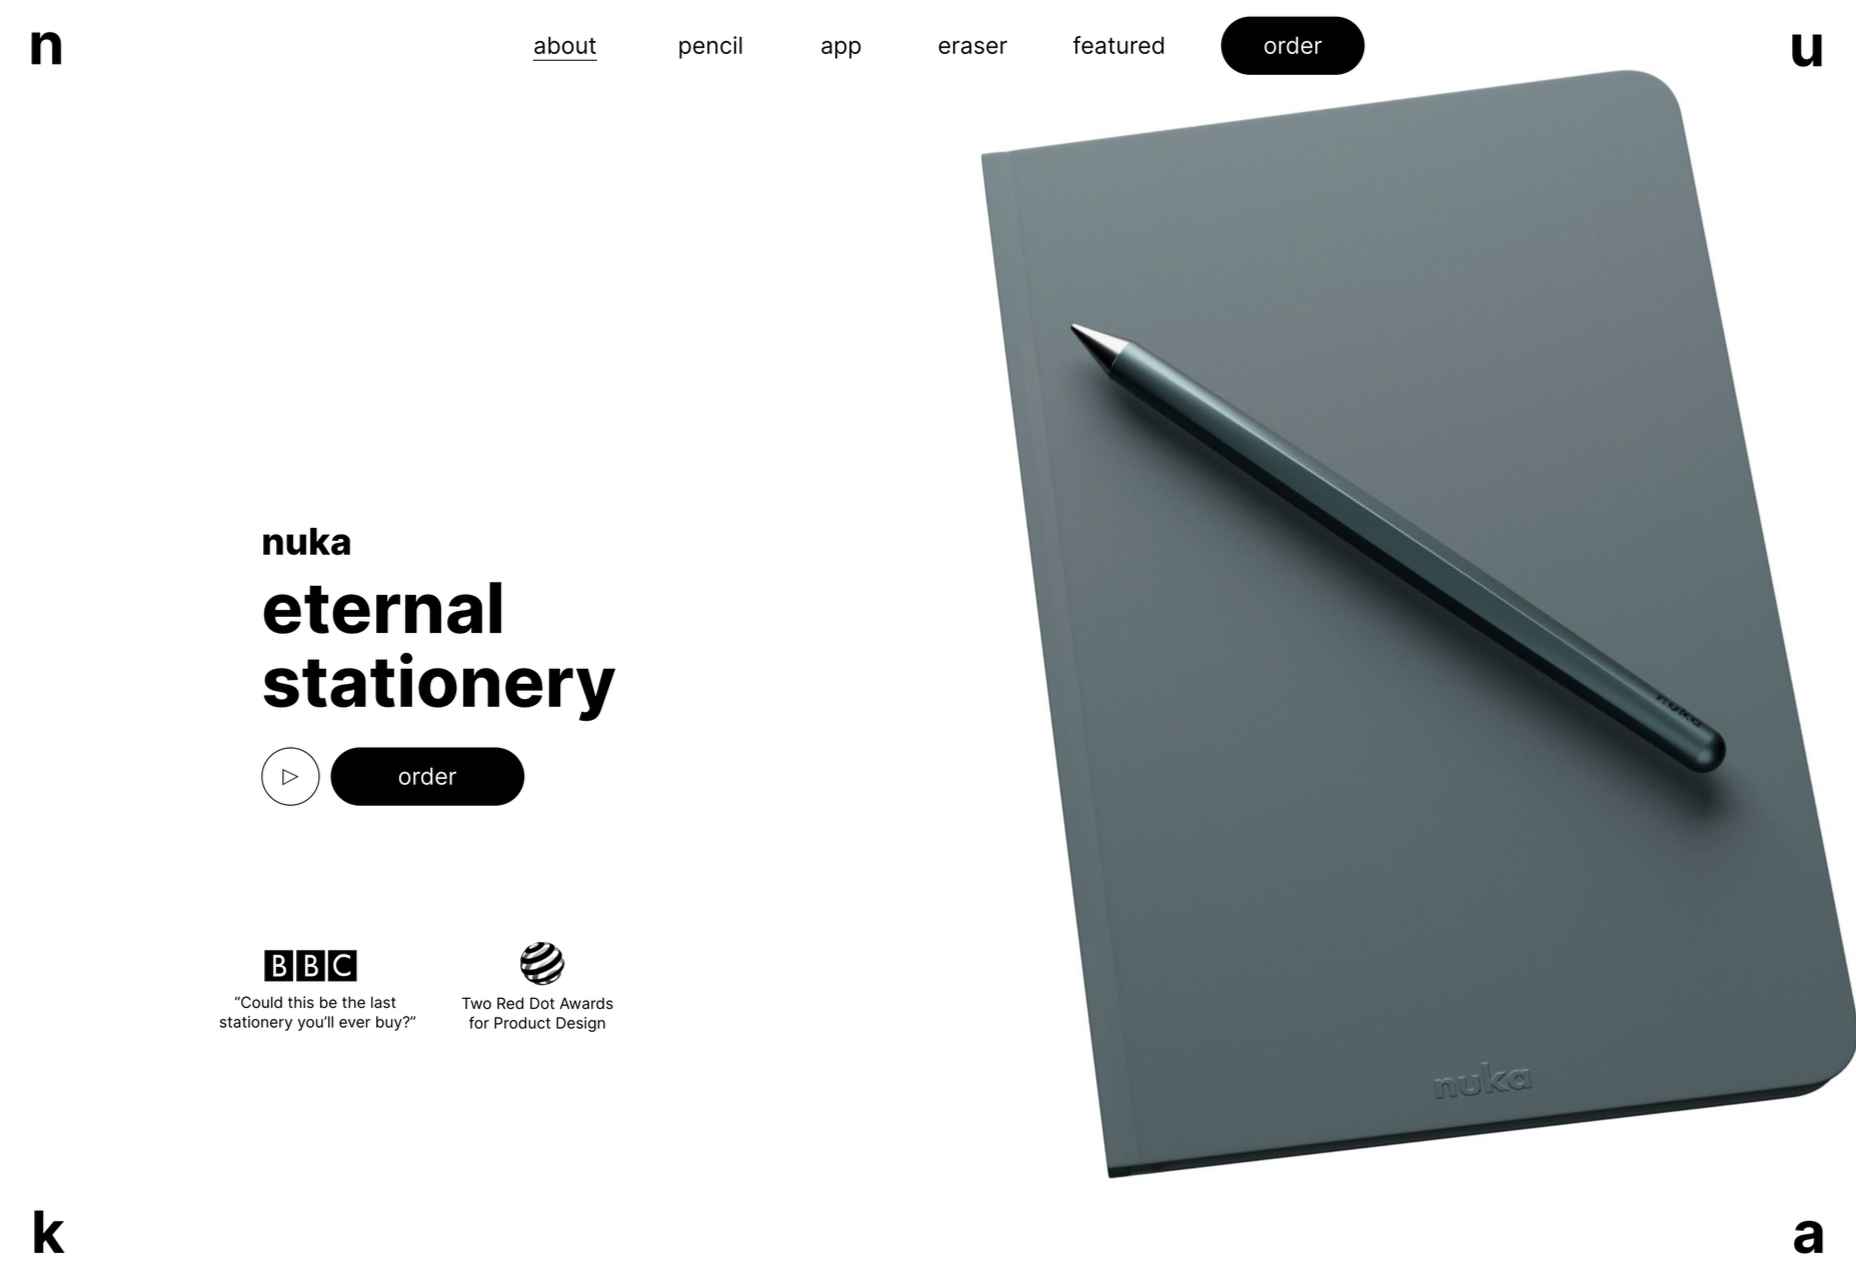 n
about
pencil
app
eraser
featured
order
u
nuka
eternal
stationery
order
nuka
BBC
“Could this be the last
stationery you’ll ever buy?”
Two Red Dot Awards
for Product Design
nuka
k
a